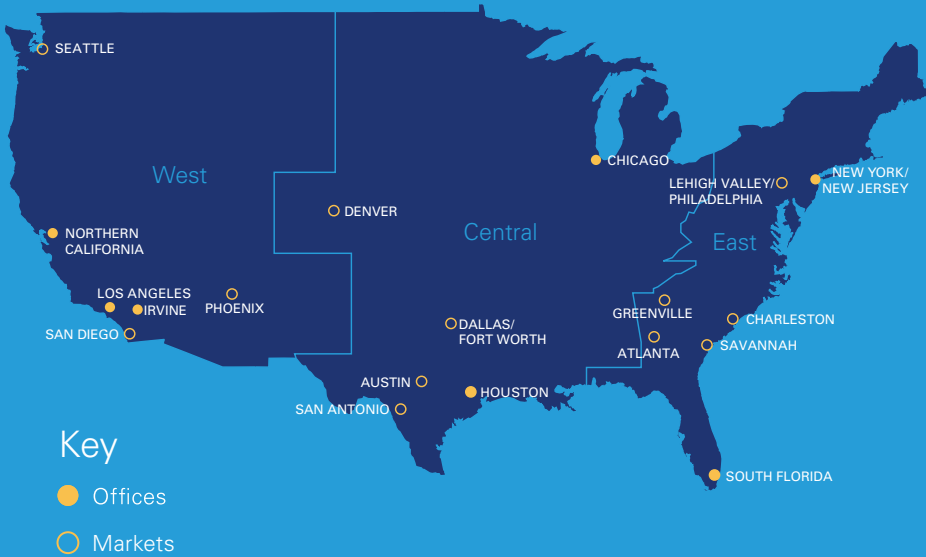 SEATTLE
West
NORTHERN
CALIFORNIA
LOS ANGELES
IRVINE
PHOENIX
SAN DIEGO
DENVER
Central
CHICAGO
DALLAS/
FORT WORTH
AUSTIN
SAN ANTONIO
HOUSTON
LEHIGH VALLEY/
PHILADELPHIA
NEW YORK/
NEW JERSEY
East
GREENVILLE
ATLANTA
CHARLESTON
SAVANNAH
SOUTH FLORIDA
Key
Offices
Markets